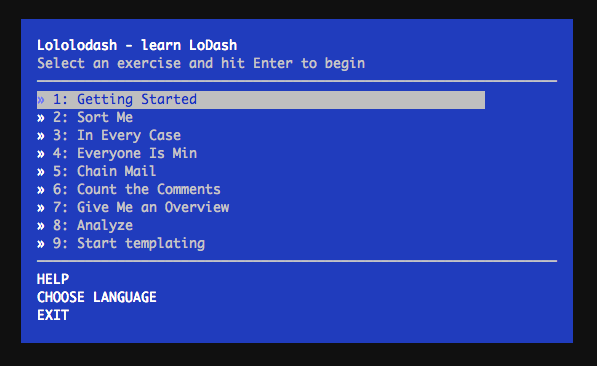 Lololodash - learn LoDash
Select an exercise and hit Enter to begin
» 1: Getting Started
» 2: Sort Me
» 3: In Every Case
» 4: Everyone Is Min
» 5: Chain Mail
» 6: Count the Comments
» 7: Give Me an Overview
» 8: Analyze
» 9: Start templating
HELP
CHOOSE LANGUAGE
EXIT